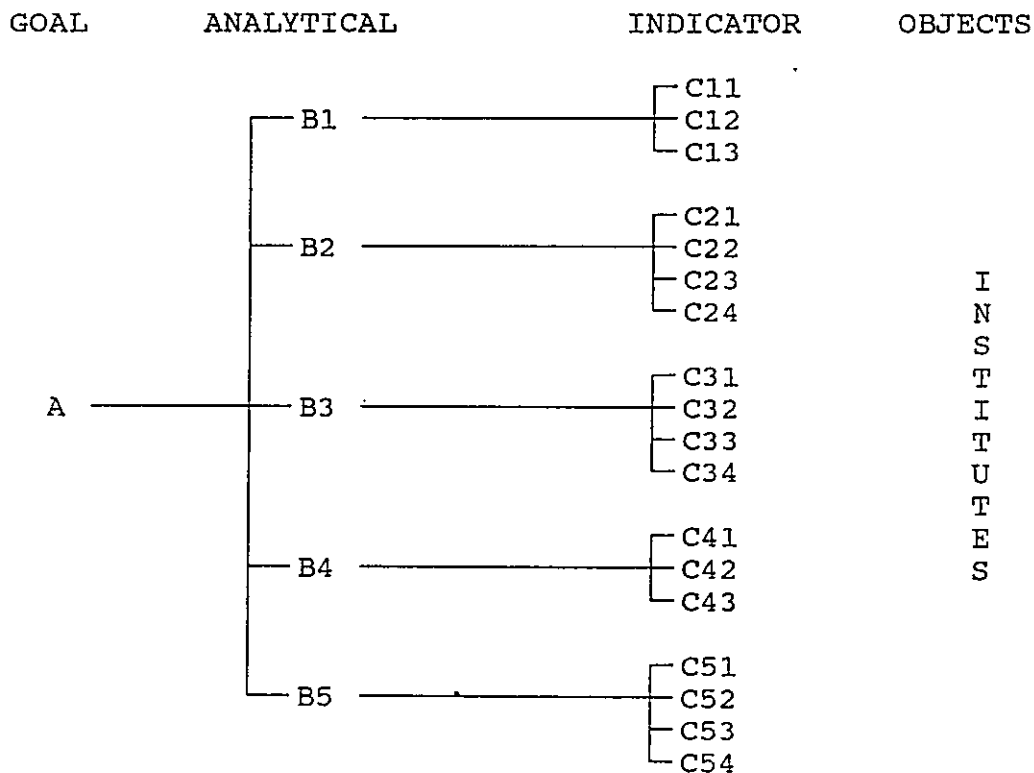 GOAL ANALYTICAL INDICATOR OBJECTS
C11
B1 C12
C13
C21
B2 C22
C23
C24
C31
A B3 C32
C33
C34
C41
B4 C42
C43
C51
B5 C52
C53
C54
INSTITUTES